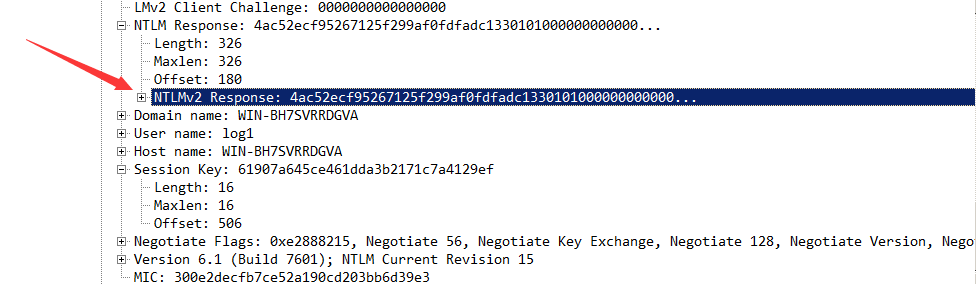 LMv2 Client Challenge: 0000000000000000
NTLM Response: 4ac52ecf95267125f299af0fdfadc1330101000000000000...
Length: 326
Maxlen: 326
Offset: 180
NTLMv2 Response: 4ac52ecf95267125f299af0fdfadc1330101000000000000...
Domain name: WIN-BH7SVRRDGVA
User name: log1
Host name: WIN-BH7SVRRDGVA
Session Key: 61907a645ce461dda3b2171c7a4129ef
Length: 16
Maxlen: 16
Offset: 506
Negotiate Flags: 0xe2888215, Negotiate 56, Negotiate Key Exchange, Negotiate 128, Negotiate Version, Nego
Version 6.1 (Build 7601); NTLM Current Revision 15
MIC: 300e2decfb7ce52a190cd203bb6d39e3